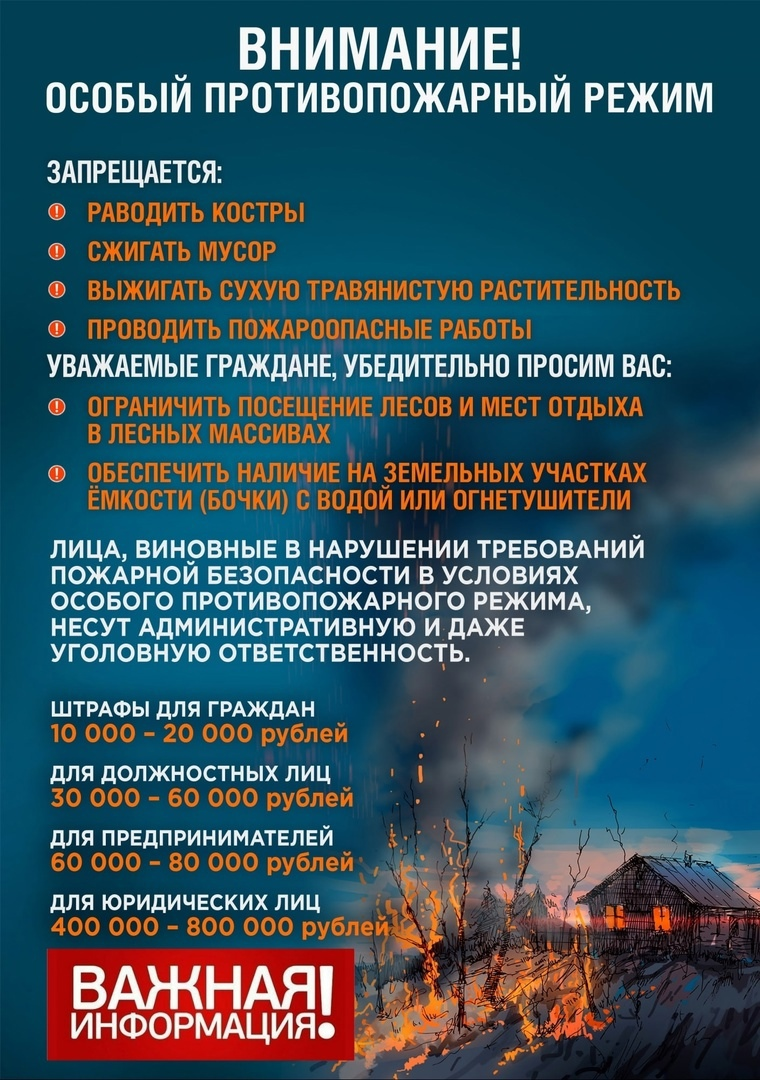 ВНИМАНИЕ!
ОСОБЫЙ ПРОТИВОПОЖАРНЫЙ РЕЖИМ
ЗАПРЕЩАЕТСЯ:
РАВОДИТЬ КОСТРЫ
СЖИГАТЬ МУСОР
ВЫЖИГАТЬ СУХУЮ ТРАВЯНИСТУЮ РАСТИТЕЛЬНОСТЬ
ПРОВОДИТЬ ПОЖАРООПАСНЫЕ РАБОТЫ
УВАЖАЕМЫЕ ГРАЖДАНЕ, УБЕДИТЕЛЬНО ПРОСИМ ВАС:
ОГРАНИЧИТЬ ПОСЕЩЕНИЕ ЛЕСОВ И МЕСТ ОТДЫХА
В ЛЕСНЫХ МАССИВАХ
ОБЕСПЕЧИТЬ НАЛИЧИЕ НА ЗЕМЕЛЬНЫХ УЧАСТКАХ
ЁМКОСТИ (БОЧКИ) С ВОДОЙ ИЛИ ОГНЕТУШИТЕЛИ
ЛИЦА, ВИНОВНЫЕ В НАРУШЕНИИ ТРЕБОВАНИЙ
ПОЖАРНОЙ БЕЗОПАСНОСТИ В УСЛОВИЯХ
ОСОБОГО ПРОТИВОПОЖАРНОГО РЕЖИМА,
НЕСУТ АДМИНИСТРАТИВНУЮ И ДАЖЕ
УГОЛОВНУЮ ОТВЕТСТВЕННОСТЬ.
ШТРАФЫ ДЛЯ ГРАЖДАН
10 000 – 20 000 рублей
ДЛЯ ДОЛЖНОСТНЫХ ЛИЦ
30 000 – 60 000 рублей
ДЛЯ ПРЕДПРИНИМАТЕЛЕЙ
60 000 – 80 000 рублей
ДЛЯ ЮРИДИЧЕСКИХ ЛИЦ
400 000 – 800 000 рублей
ВАЖНАЯ
ИНФОРМАЦИЯ!